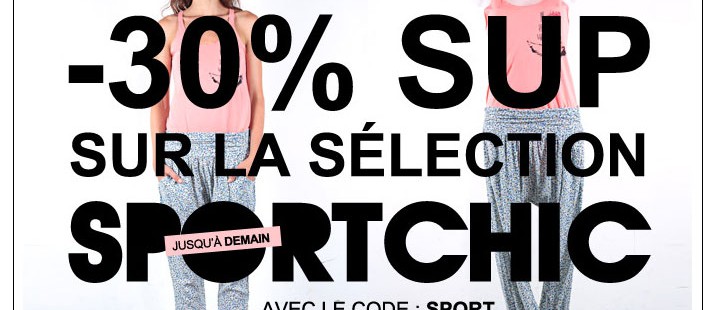 -30% SUP
SUR LA SÉLECTION
SPORTCHIC
JUSQU'À DEMAIN
AVEC LE CODE : SPORT